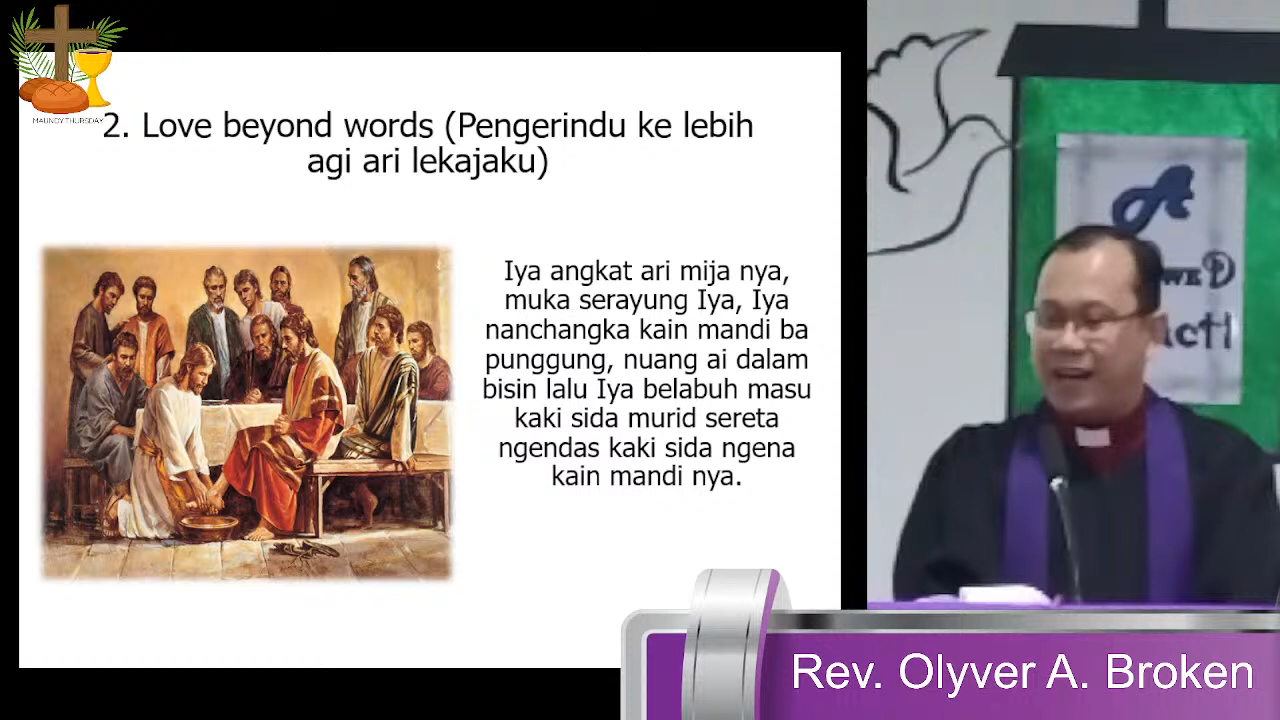 MAUNDY THURSDAY
2. Love beyond words (Pengerindu ke lebih
agi ari lekajaku)
Iya angkat ari mija nya,
muka serayung Iya, Iya
nanchangka kain mandi ba
punggung, nuang ai dalam
bisin lalu Iya belabuh masu
kaki sida murid sereta
ngendas kaki sida ngena
kain mandi nya.
A
Rev. Olyver A. Broken